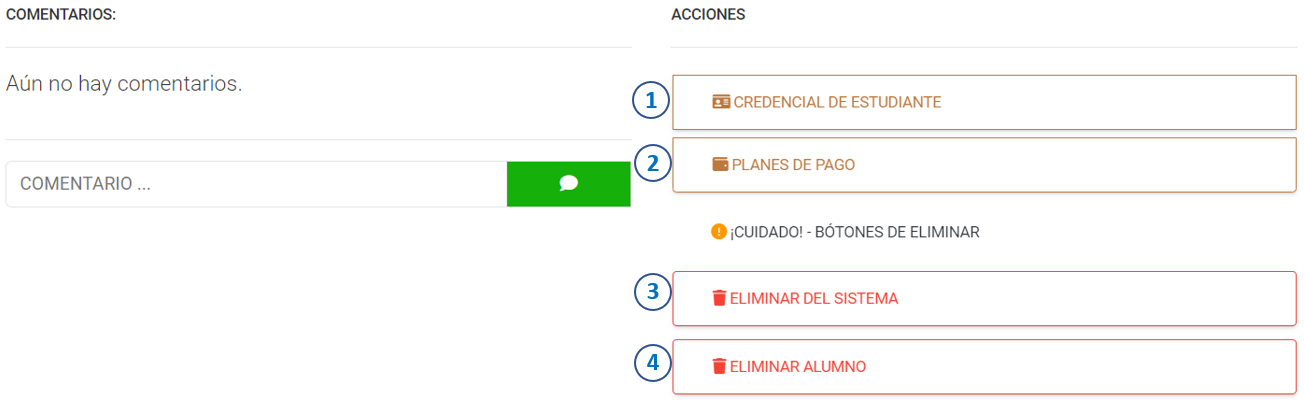 COMENTARIOS:
Aún no hay comentarios.
COMENTARIO ...
ACCIONES
1 CREDENCIAL DE ESTUDIANTE
2 PLANES DE PAGO
¡CUIDADO! - BÓTONES DE ELIMINAR
3 ELIMINAR DEL SISTEMA
4 ELIMINAR ALUMNO